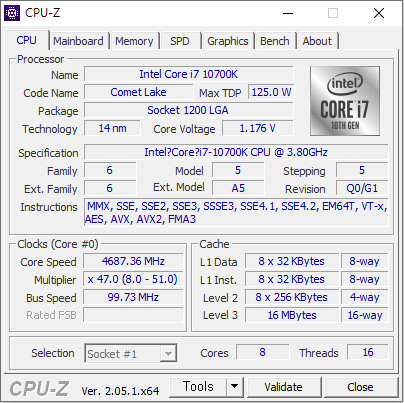 CPU-Z
CPU Mainboard Memory SPD Graphics Bench About
Processor
Name Intel Core i7 10700K
Code Name Comet Lake Max TDP 125.0 W
Package Socket 1200 LGA
Technology 14 nm Core Voltage 1.176 V
intel
CORE i7
10TH GEN
Specification Intel?Core?i7-10700K CPU @ 3.80GHz
Family 6 Model 5 Stepping 5
Ext. Family 6 Ext. Model A5 Revision Q0/G1
Instructions MMX, SSE, SSE2, SSE3, SSSE3, SSE4.1, SSE4.2, EM64T, VT-x,
AES, AVX, AVX2, FMA3
Clocks (Core #0)
Core Speed 4687.36 MHz
Multiplier x 47.0 (8.0 - 51.0)
Bus Speed 99.73 MHz
Rated FSB
Cache
L1 Data 8 x 32 KBytes 8-way
L1 Inst. 8 x 32 KBytes 8-way
Level 2 8 x 256 KBytes 4-way
Level 3 16 MBytes 16-way
Selection Socket #1 Cores 8 Threads 16
CPU-Z Ver. 2.05.1.x64 Tools Validate Close